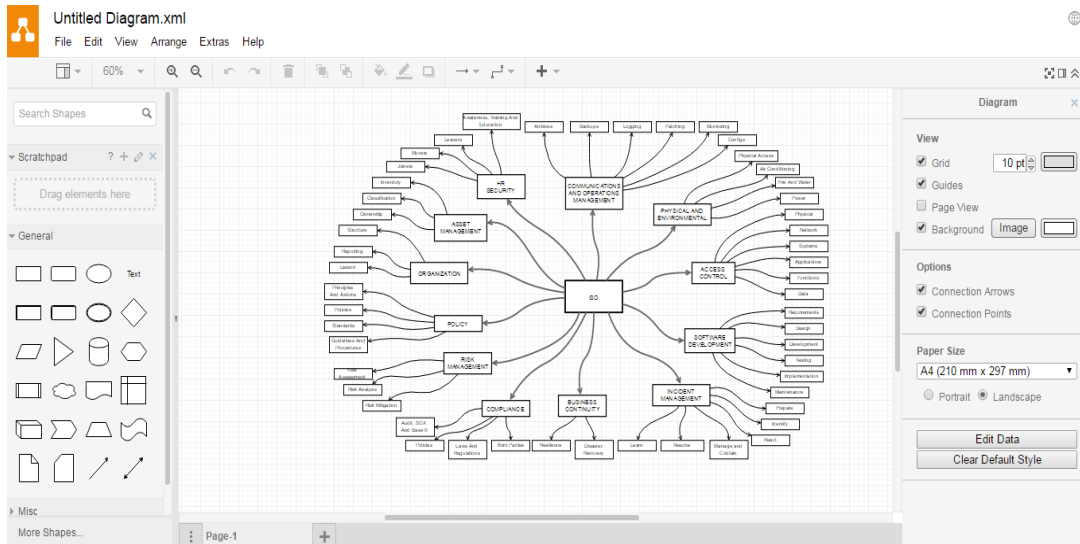 Untitled Diagram.xml
File Edit View Arrange Extras Help
60%
Search Shapes
Scratchpad
?
Drag elements here
General
Text
Misc
More Shapes...
Page-1
Awareness, Training And
Education
Archives
Backups
Logging
Patching
Monitoring
Configs
Leavers
Movers
Joiners
HR
SECURITY
COMMUNICATIONS
AND OPERATIONS
MANAGEMENT
Physical Access
Air Conditioning
Fire And Water
Power
PHYSICAL AND
ENVIRONMENTAL
Inventory
Classification
Ownership
Structure
ASSET
MANAGEMENT
Physical
Network
Systems
Applications
Functions
Data
ACCESS
CONTROL
Reporting
Liaison
ORGANIZATION
ISO
Principles
And Axioms
Policies
Standards
Guidelines And
Procedures
POLICY
Requirements
Design
Development
Testing
Implementation
Maintenance
SOFTWARE
DEVELOPMENT
RISK
MANAGEMENT
Risk
Assessment
Risk Analysis
Risk Mitigation
INCIDENT
MANAGEMENT
Prepare
Identify
React
COMPLIANCE
BUSINESS
CONTINUITY
Audit, SOX
Policies
Laws And
Regulations
Third Parties
Resilience
Disaster
Recovery
Learn
Resolve
Manage and
Contain
Diagram
View
Grid
10 pt
Guides
Page View
Background
Image
Options
Connection Arrows
Connection Points
Paper Size
A4 (210 mm x 297 mm)
Portrait
Landscape
Edit Data
Clear Default Style